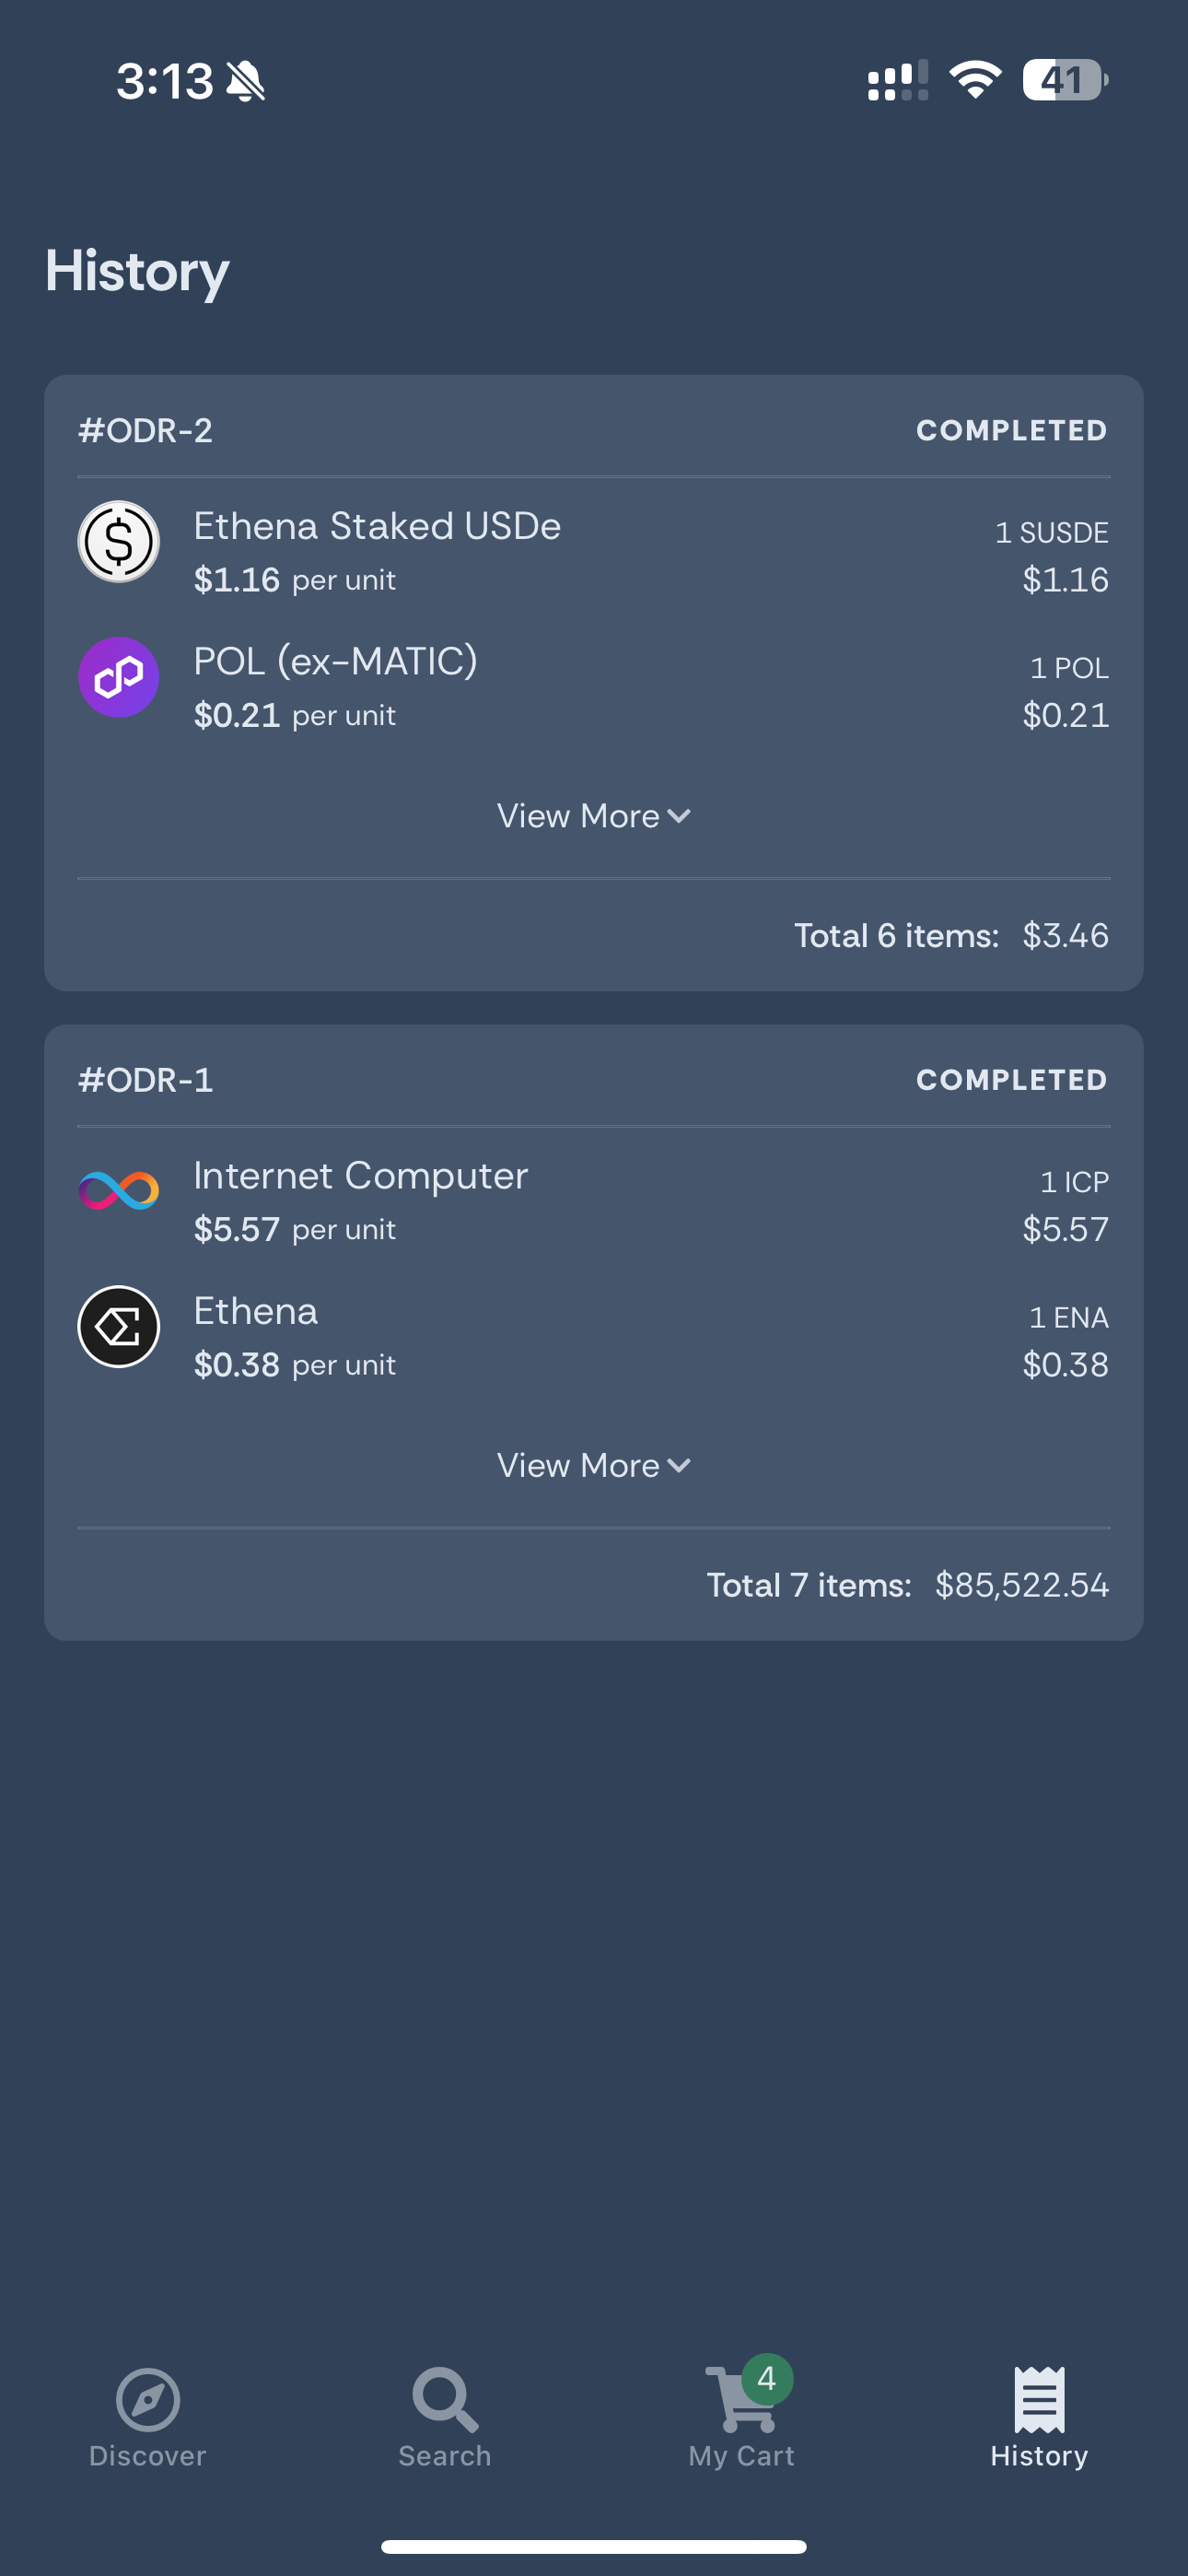 3:13
41
History
#ODR-2 COMPLETED
Ethena Staked USDe 1 SUSDE
$1.16 per unit $1.16
POL (ex-MATIC) 1 POL
$0.21 per unit $0.21
View More
Total 6 items: $3.46
#ODR-1 COMPLETED
Internet Computer 1 ICP
$5.57 per unit $5.57
Ethena 1 ENA
$0.38 per unit $0.38
View More
Total 7 items: $85,522.54
4
Discover Search My Cart History